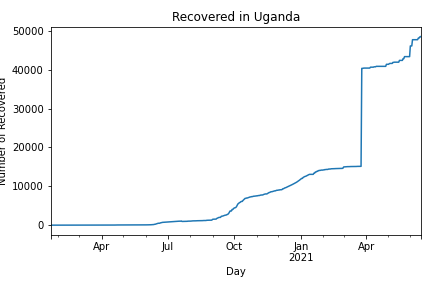 Recovered in Uganda
Number of Recovered
50000
40000
30000
20000
10000
0
Apr Jul Oct Jan Apr
2021
Day